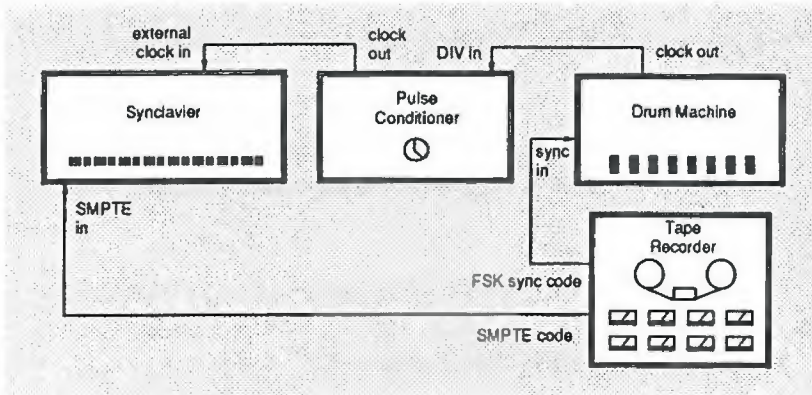 external
clock in
clock
out
DIV in
clock out
Synclavier
Pulse
Conditioner
Drum Machine
sync
in
SMPTE
in
Tape
Recorder
FSK sync code
SMPTE code